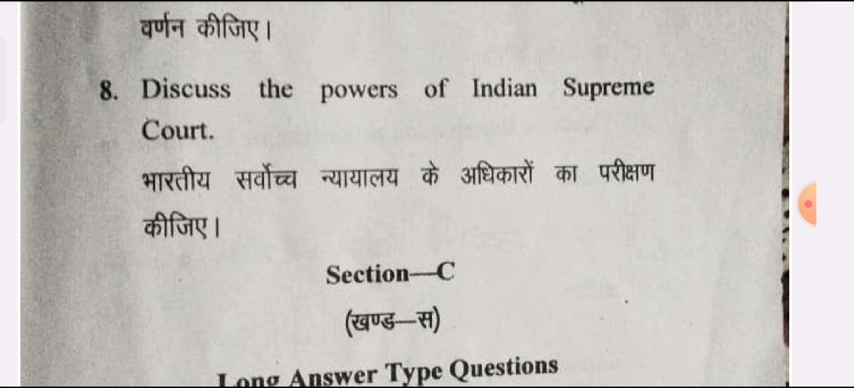 वर्णन कीजिए।
8. Discuss the powers of Indian Supreme
Court.
भारतीय सर्वोच्च न्यायालय के अधिकारों का परीक्षण
कीजिए।
Section—C
(खण्ड—स)
Long Answer Type Questions